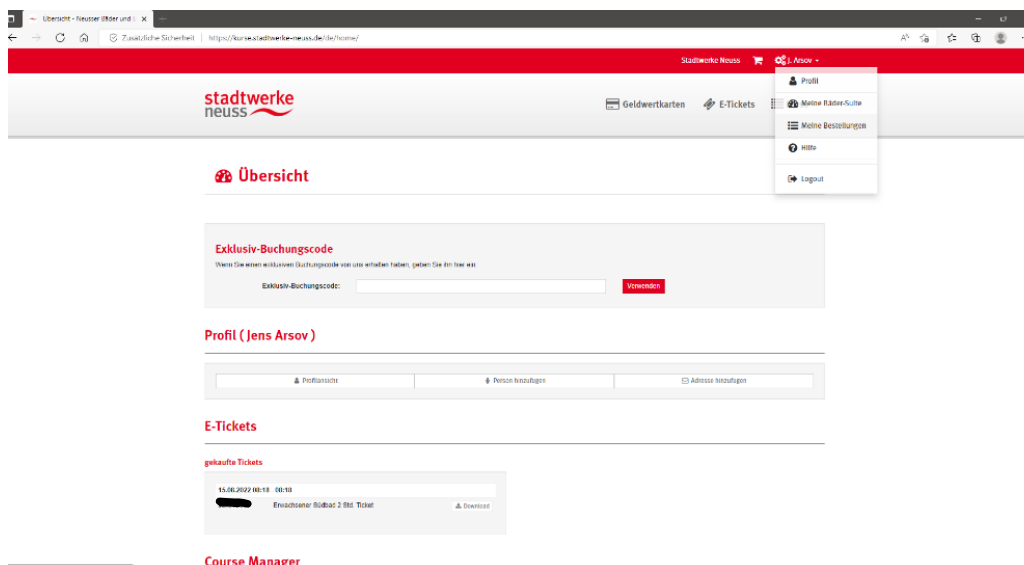 Übersicht - Neusser Bäder und E
Zusätzliche Sicherheit https://kurse.stadtwerke-neuss.de/de/home/
Stadtwerke Neuss J. Arsov
Profil
Meine Bäder-Suite
Meine Bestellungen
Hilfe
Logout
stadtwerke
neuss
Geldwertkarten E-Tickets
Übersicht
Exklusiv-Buchungscode
Wenn Sie einen exklusiven Buchungscode von uns erhalten haben, geben Sie ihn hier ein
Exklusiv-Buchungscode: Verwenden
Profil ( Jens Arsov )
Profilansicht Person hinzufügen Adresse hinzufügen
E-Tickets
gekaufte Tickets
15.08.2022 08:18 08:18
Erwachsener Südbad 2 Std. Ticket Download
Course Manager